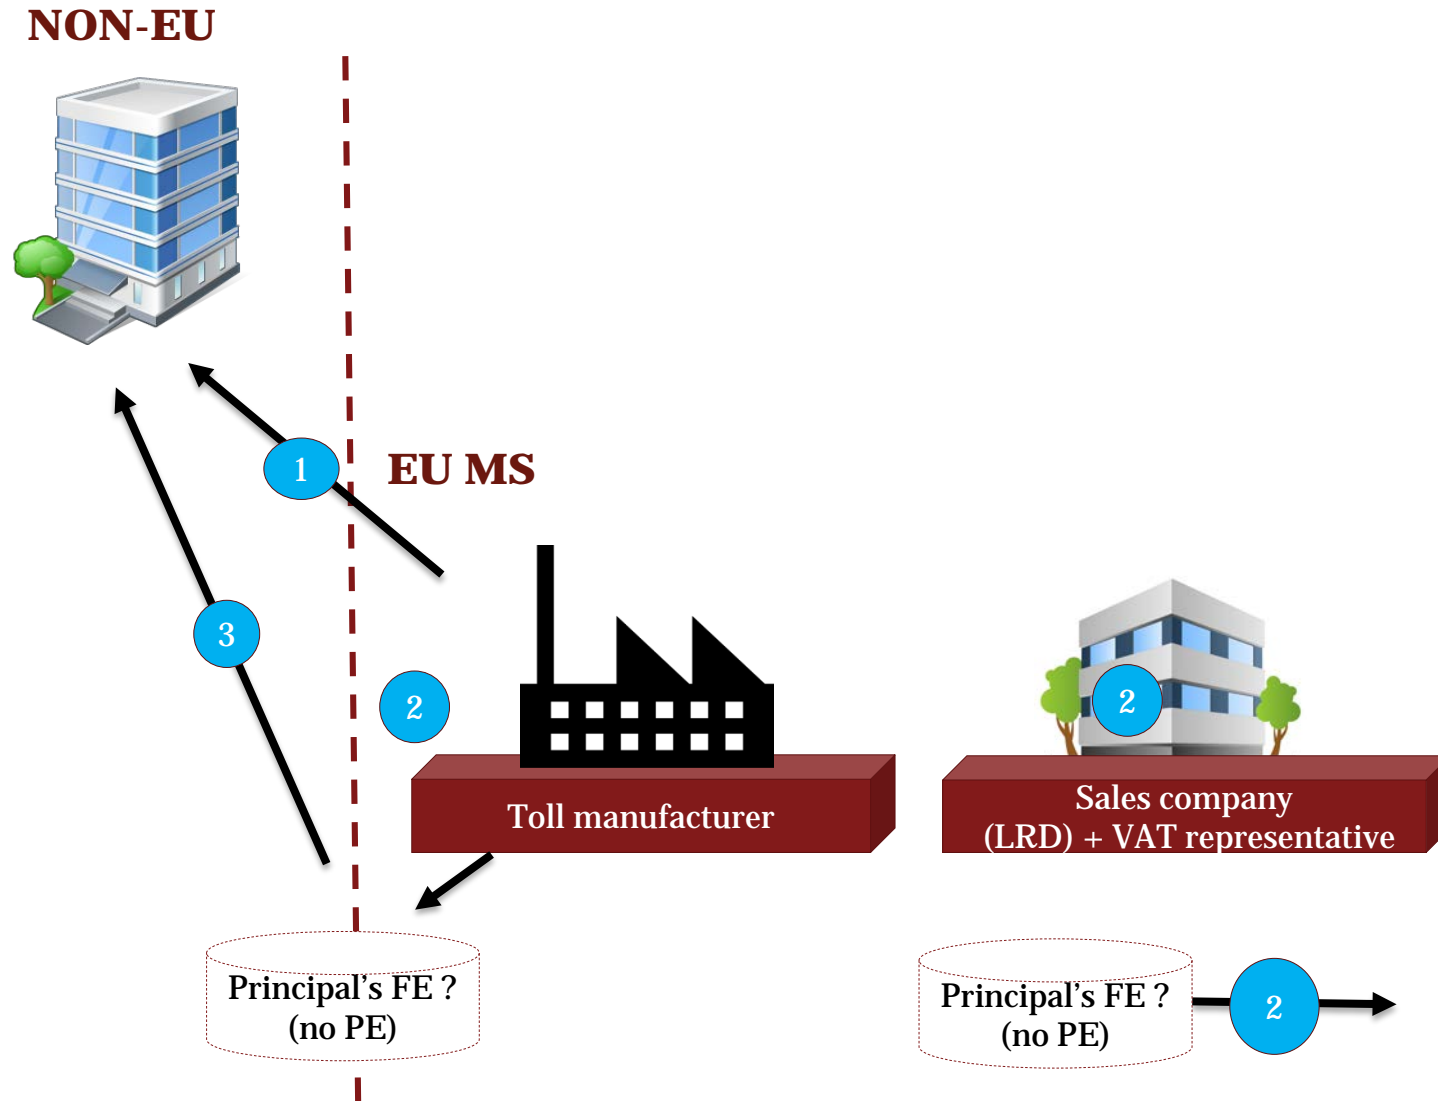 NON-EU
1
EU MS
3
2
2
Toll manufacturer
Sales company
(LRD) + VAT representative
Principal's FE ?
(no PE)
Principal's FE ?
(no PE)
2